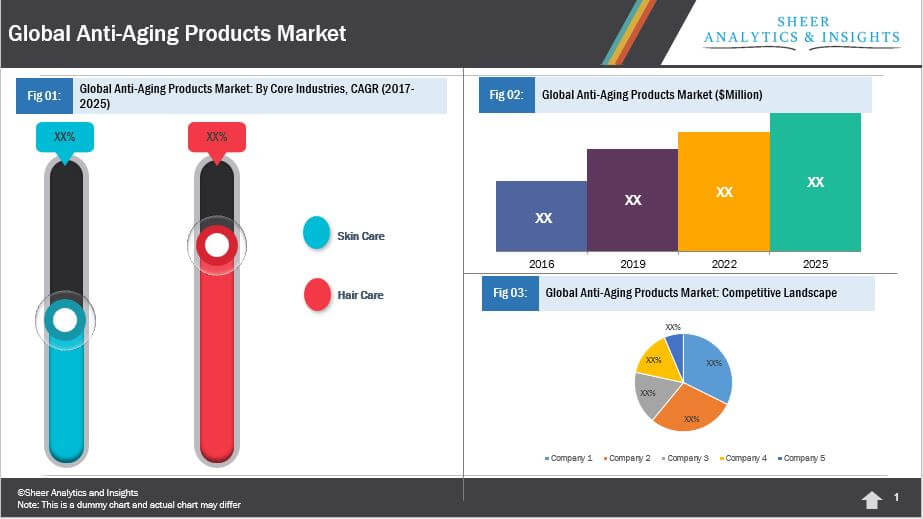 Global Anti-Aging Products Market
SHEER
ANALYTICS & INSIGHTS
Fig 01:
Global Anti-Aging Products Market: By Core Industries, CAGR (2017-
2025)
XX%
XX%
Skin Care
Hair Care
Fig 02:
Global Anti-Aging Products Market ($Million)
XX
XX
XX
XX
2016
2019
2022
2025
Fig 03:
Global Anti-Aging Products Market: Competitive Landscape
XX%
XX%
XX%
XX%
XX%
Company 1
Company 2
Company 3
Company 4
Company 5
©Sheer Analytics and Insights
Note: This is a dummy chart and actual chart may differ
1